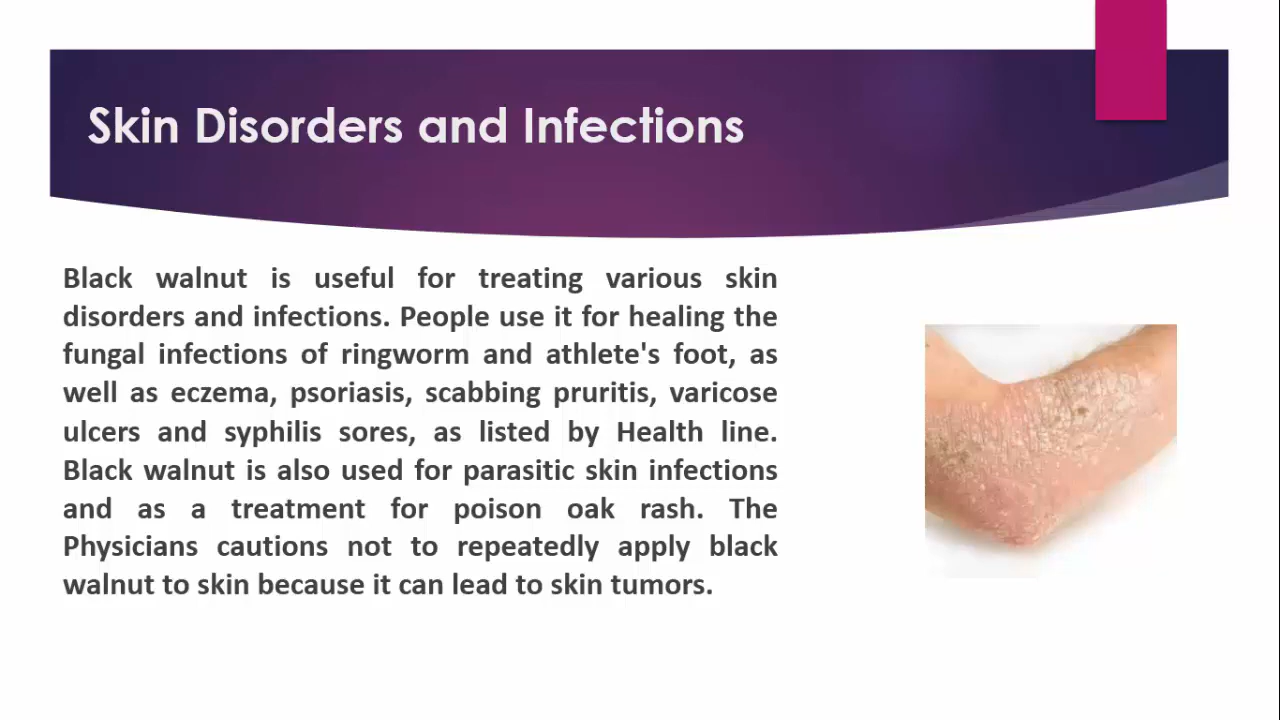 Skin Disorders and Infections
Black walnut is useful for treating various skin
disorders and infections. People use it for healing the
fungal infections of ringworm and athlete's foot, as
well as eczema, psoriasis, scabbing pruritis, varicose
ulcers and syphilis sores, as listed by Health line.
Black walnut is also used for parasitic skin infections
and as a treatment for poison oak rash. The
Physicians cautions not to repeatedly apply black
walnut to skin because it can lead to skin tumors.